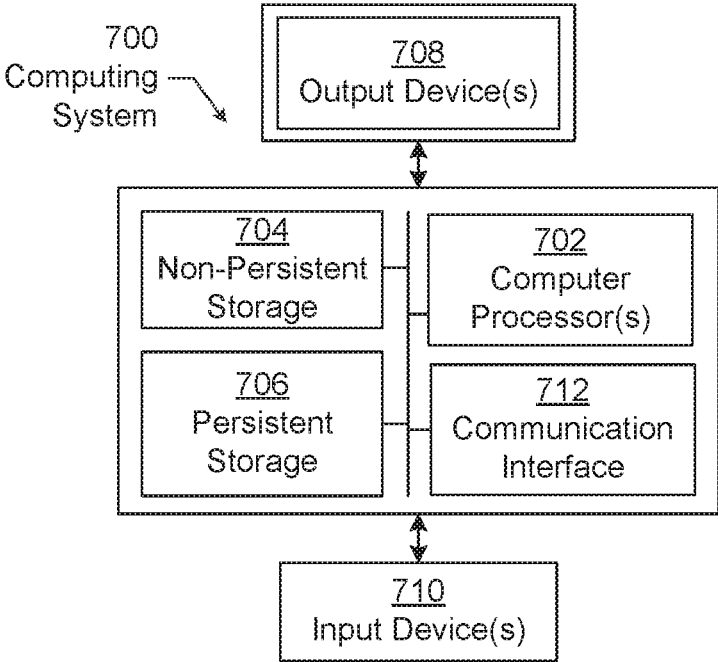 700
Computing
System
708
Output Device(s)
704
Non-Persistent
Storage
702
Computer
Processor(s)
706
Persistent
Storage
712
Communication
Interface
710
Input Device(s)